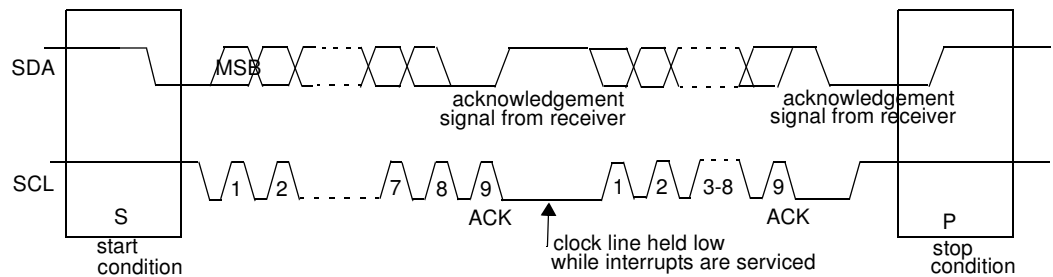 SDA
MSB
acknowledgement
signal from receiver
acknowledgement
signal from receiver
SCL
1 2 7 8 9 1 2 3-8 9
S ACK ACK P
start
condition
clock line held low
while interrupts are serviced
stop
condition